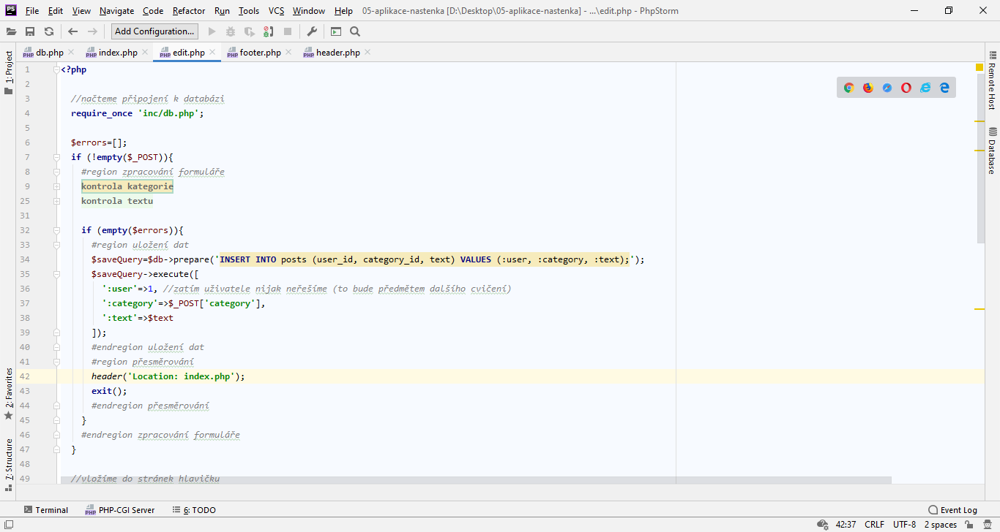 File Edit View Navigate Code Refactor Run Tools VCS Window Help 05-aplikace-nastenka [D:\Desktop\05-aplikace-nastenka] - ...\edit.php - PhpStorm
Add Configuration...
db.php index.php edit.php footer.php header.php
1: Project
2: Favorites
7: Structure
1 <?php
2
3 //načteme připojení k databázi
4 require_once 'inc/db.php';
5
6 $errors=[];
7 if (!empty($_POST)){
8 #region zpracování formuláře
9 kontrola kategorie
25 kontrola textu
31
32 if (empty($errors)){
33 #region uložení dat
34 $saveQuery=$db->prepare('INSERT INTO posts (user_id, category_id, text) VALUES (:user, :category, :text);');
35 $saveQuery->execute([
36 ':user'=>1, //zatím uživatele nijak neřešíme (to bude předmětem dalšího cvičení)
37 ':category'=>$_POST['category'],
38 ':text'=>$text
39 ]);
40 #endregion uložení dat
41 #region přesměrování
42 header('Location: index.php');
43 exit();
44 #endregion přesměrování
45 }
46 #endregion zpracování formuláře
47 }
48
49 //vložíme do stránek hlavičku
Remote Host
Database
Terminal PHP-CGI Server 6: TODO Event Log
42:37 CRLF UTF-8 2 spaces